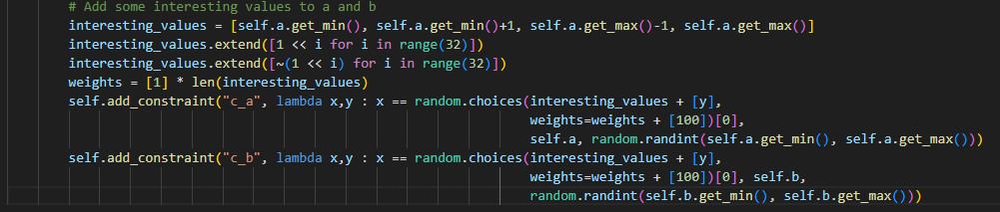 # Add some interesting values to a and b
interesting_values = [self.a.get_min(), self.a.get_min()+1, self.a.get_max()-1, self.a.get_max()]
interesting_values.extend([1 << i for i in range(32)])
interesting_values.extend([~(1 << i) for i in range(32)])
weights = [1] * len(interesting_values)
self.add_constraint("c_a", lambda x,y : x == random.choices(interesting_values + [y],
weights=weights + [100])[0],
self.a, random.randint(self.a.get_min(), self.a.get_max()))
self.add_constraint("c_b", lambda x,y : x == random.choices(interesting_values + [y],
weights=weights + [100])[0], self.b,
random.randint(self.b.get_min(), self.b.get_max()))